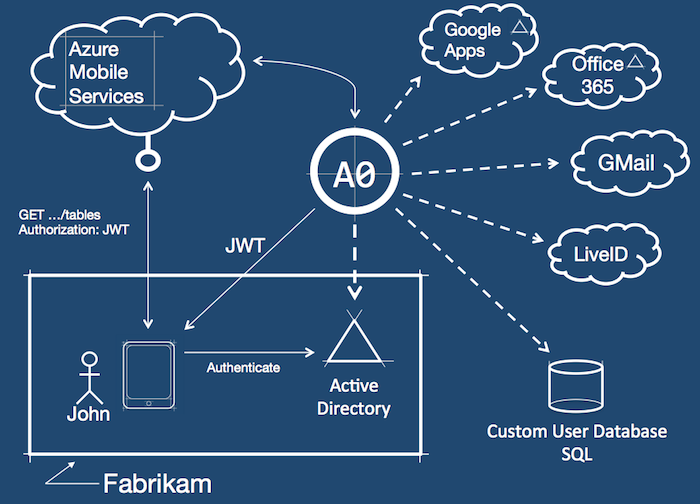 Azure
Mobile
Services
Google
Apps
Office
365
GMail
LiveID
A0
GET .../tables
Authorization: JWT
JWT
Authenticate
John
Active
Directory
Custom User Database
SQL
Fabrikam